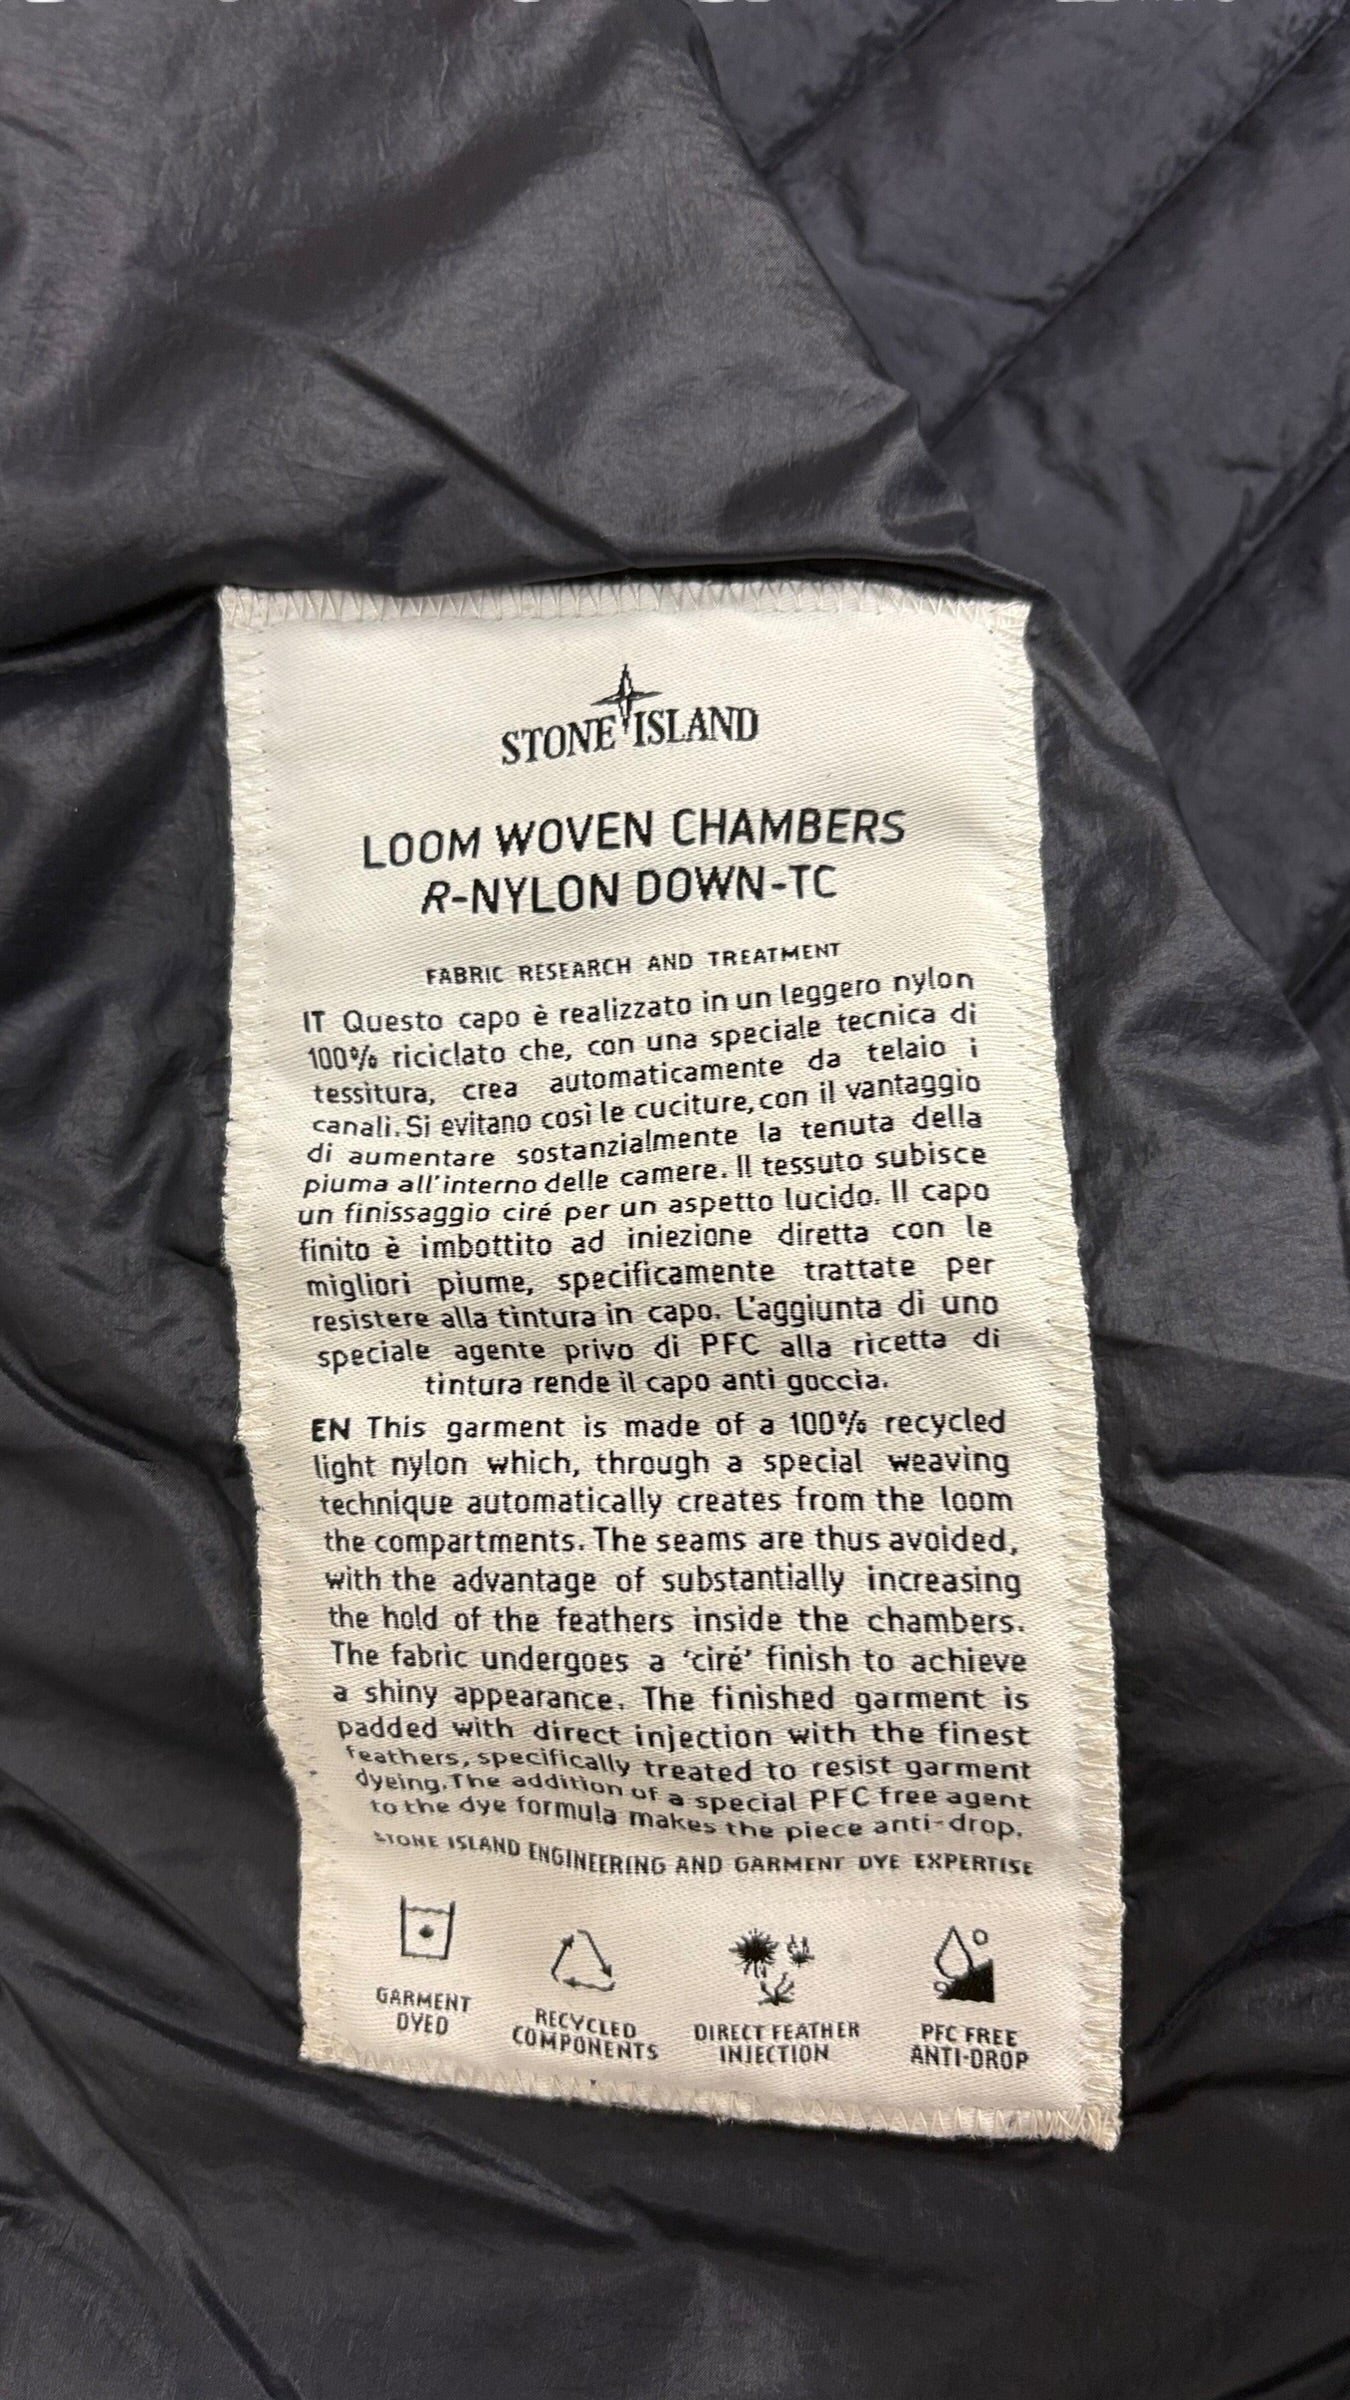 STONE ISLAND
LOOM WOVEN CHAMBERS
R-NYLON DOWN-TC
FABRIC RESEARCH AND TREATMENT
IT Questo capo è realizzato in un leggero nylon
100% riciclato che, con una speciale tecnica di
tessitura, crea automaticamente da telaio i
canali. Si evitano così le cuciture, con il vantaggio
di aumentare sostanzialmente la tenuta della
piuma all'interno delle camere. Il tessuto subisce
un finissaggio ciré per un aspetto lucido. Il capo
finito è imbottito ad iniezione diretta con le
migliori piume, specificamente trattate per
resistere alla tintura in capo. L'aggiunta di uno
speciale agente privo di PFC alla ricetta di
tintura rende il capo anti goccia.
EN This garment is made of a 100% recycled
light nylon which, through a special weaving
technique automatically creates from the loom
the compartments. The seams are thus avoided,
with the advantage of substantially increasing
the hold of the feathers inside the chambers.
The fabric undergoes a 'ciré' finish to achieve
a shiny appearance. The finished garment is
padded with direct injection with the finest
feathers, specifically treated to resist garment
dyeing. The addition of a special PFC free agent
to the dye formula makes the piece anti-drop.
STONE ISLAND ENGINEERING AND GARMENT DYE EXPERTISE
GARMENT
DYED
RECYCLED
COMPONENTS
DIRECT FEATHER
INJECTION
PFC FREE
ANTI-DROP